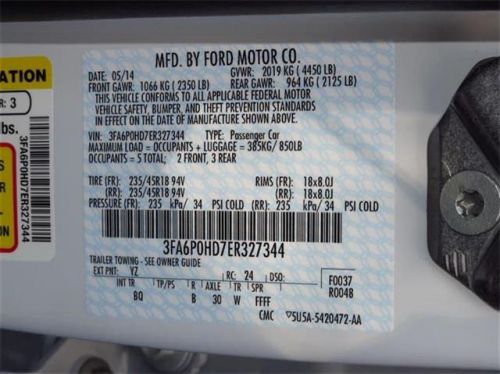 MFD. BY FORD MOTOR CO.
DATE: 05/14 GVWR: 2019 KG ( 4450 LB)
FRONT GAWR: 1066 KG ( 2350 LB) REAR GAWR: 964 KG ( 2125 LB)
THIS VEHICLE CONFORMS TO ALL APPLICABLE FEDERAL MOTOR
VEHICLE SAFETY, BUMPER, AND THEFT PREVENTION STANDARDS
IN EFFECT ON THE DATE OF MANUFACTURE SHOWN ABOVE.
VIN: 3FA6P0HD7ER327344 TYPE: Passenger Car
MAXIMUM LOAD = OCCUPANTS + LUGGAGE = 385KG/ 850LB
OCCUPANTS = 5 TOTAL; 2 FRONT, 3 REAR
TIRE (FF): 235/45R18 94V RIMS (FF): 18x8.0J
(RR): 235/45R18 94V (RR): 18x8.0J
PRESSURE (FF): 235 kPa/ 34 PSI COLD (RR): 235 kPa/ 34 PSI COLD
3FA6P0HD7ER327344
TRAILER TOWING - SEE OWNER GUIDE
EXT PNT: YZ RC: 24 DSO: F0037
R0048
INT TR TP/PS R AXLE TR SPR
BQ B 30 W FFFF
CMC 5U5A-5420472-AA
ATION
R: 3
lbs.
3FA6P0HD7ER327344